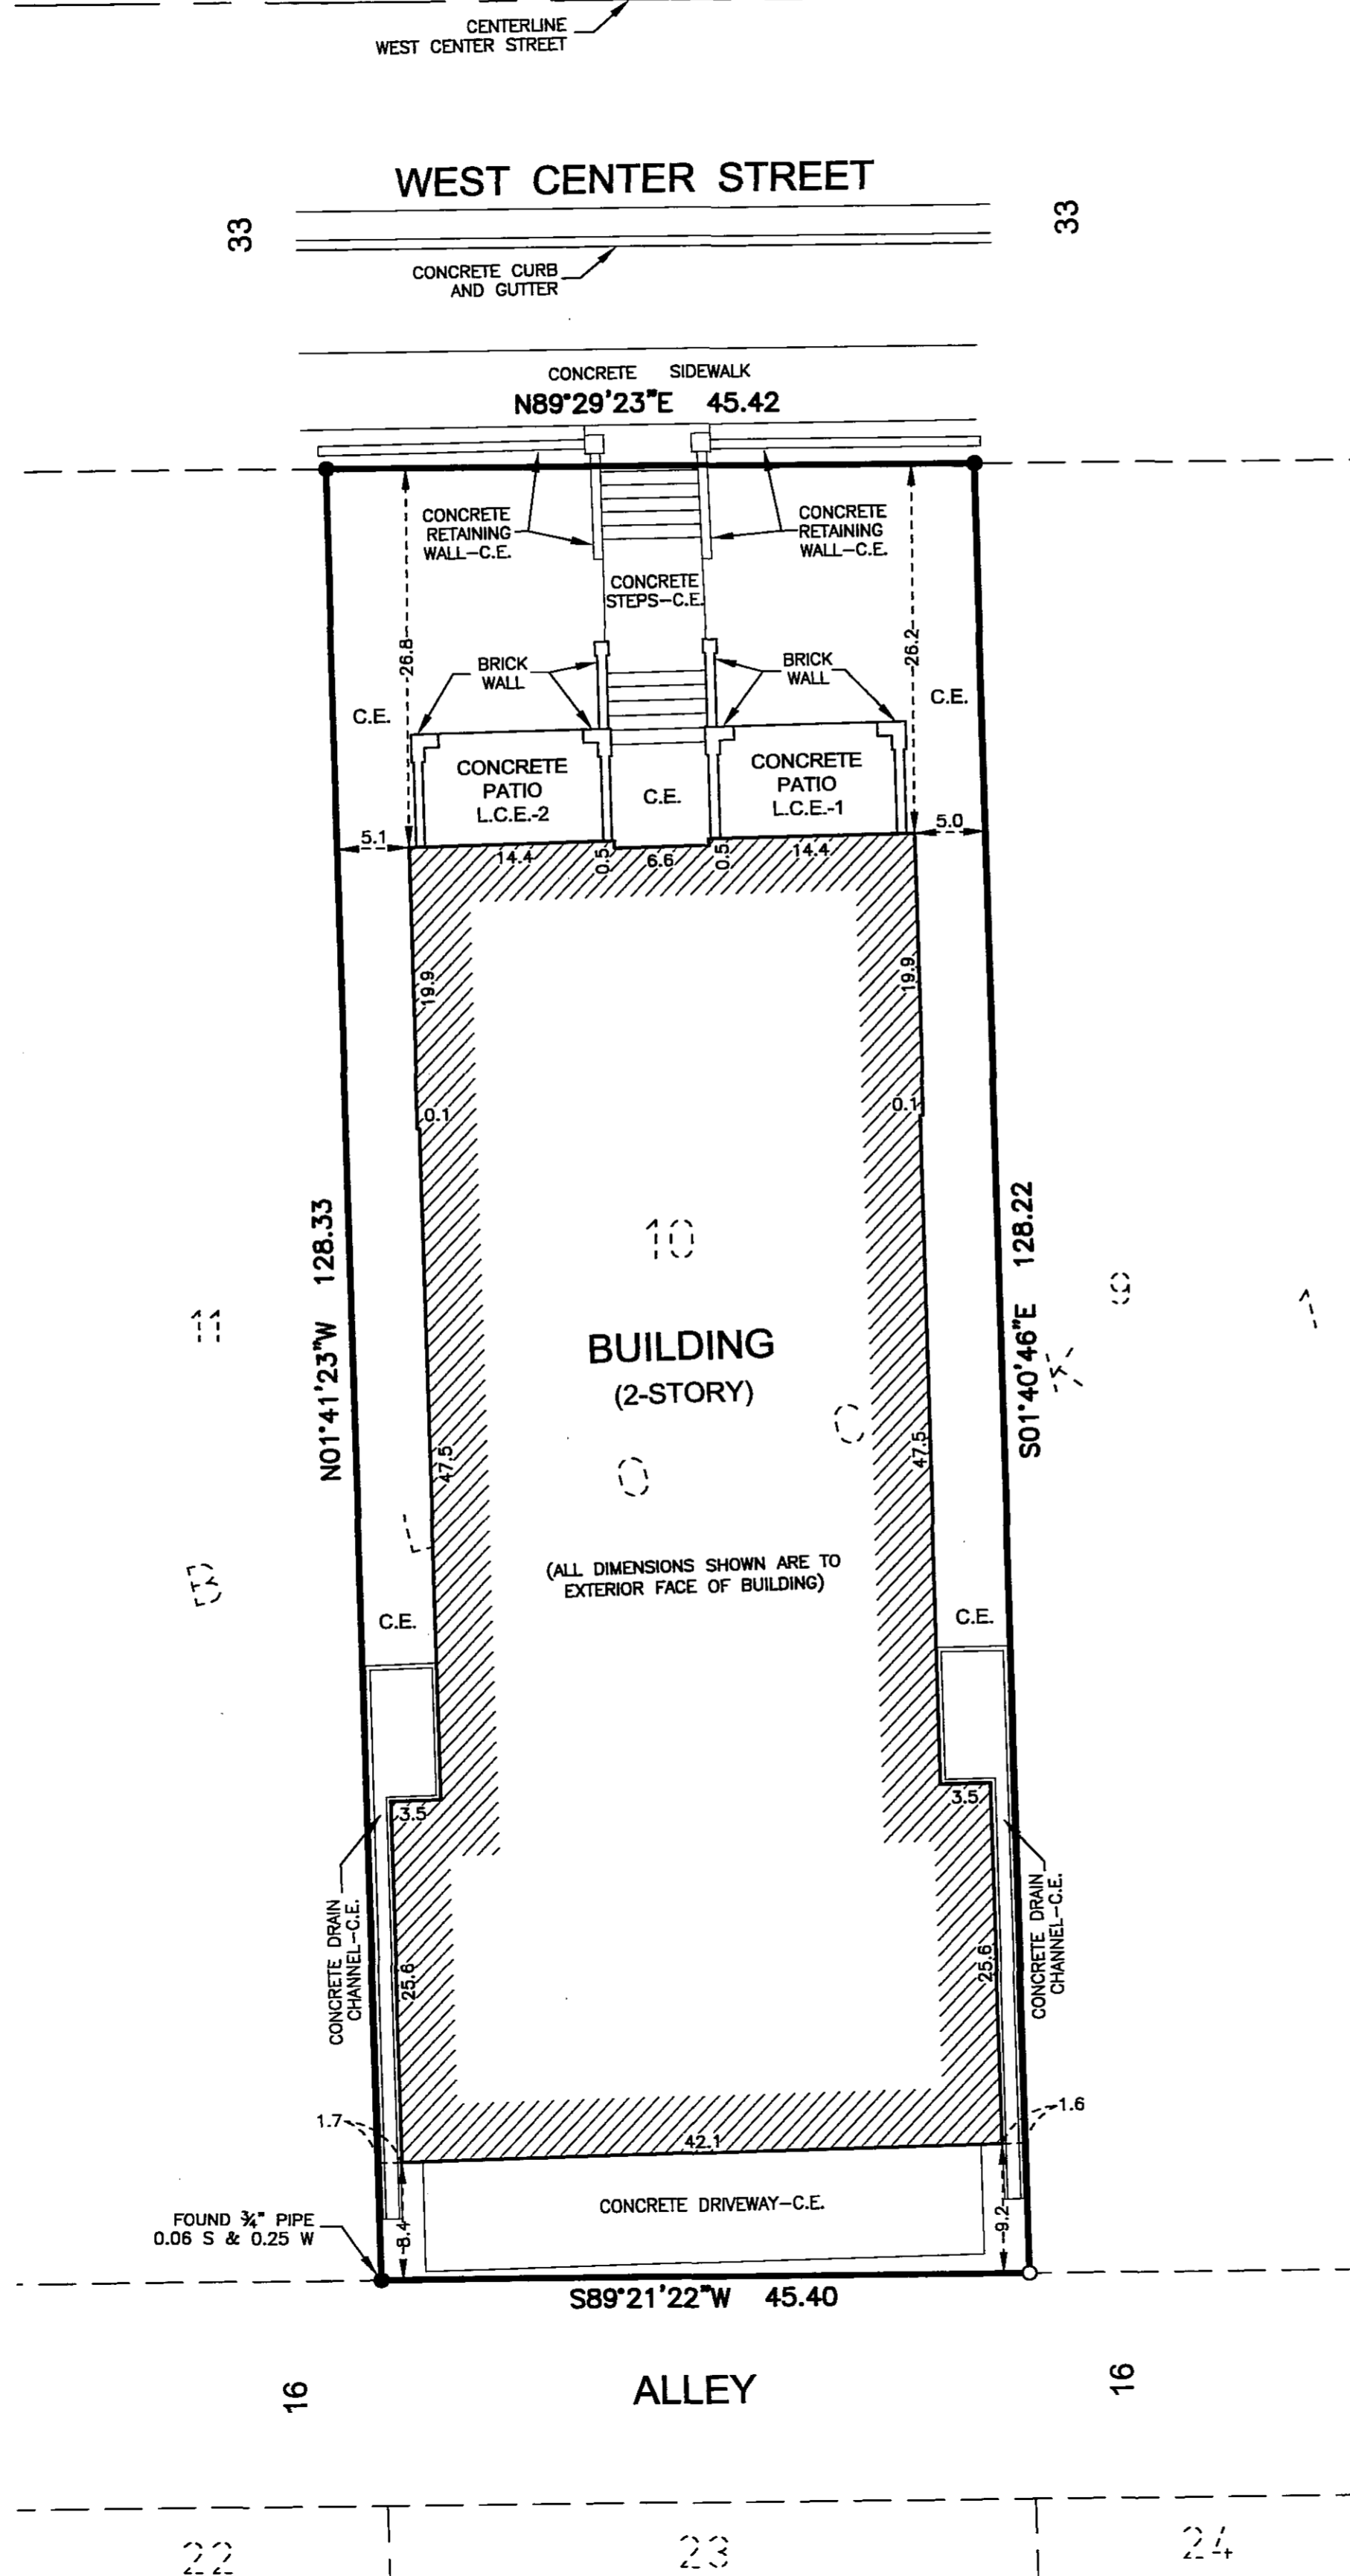 CENTERLINE
WEST CENTER STREET
WEST CENTER STREET
33
33
CONCRETE CURB
AND GUTTER
CONCRETE SIDEWALK
N89°29'23"E 45.42
CONCRETE
RETAINING
WALL-C.E.
CONCRETE
RETAINING
WALL-C.E.
CONCRETE
STEPS-C.E.
26.8
26.2
BRICK
WALL
BRICK
WALL
C.E.
C.E.
CONCRETE
PATIO
L.C.E.-2
C.E.
CONCRETE
PATIO
L.C.E.-1
5.1
5.0
14.4
0.5
6.6
0.5
14.4
19.9
19.9
0.1
0.1
10
N01°41'23"W 128.33
S01°40'46"E 128.22
11
9
1
BUILDING
(2-STORY)
K
C
O
47.5
47.5
L
B
(ALL DIMENSIONS SHOWN ARE TO
EXTERIOR FACE OF BUILDING)
C.E.
C.E.
3.5
3.5
CONCRETE DRAIN
CHANNEL-C.E.
CONCRETE DRAIN
CHANNEL-C.E.
25.6
25.6
1.7
1.6
42.1
CONCRETE DRIVEWAY-C.E.
FOUND ¾" PIPE
0.06 S & 0.25 W
8.4
9.2
S89°21'22"W 45.40
16
ALLEY
16
22
23
24